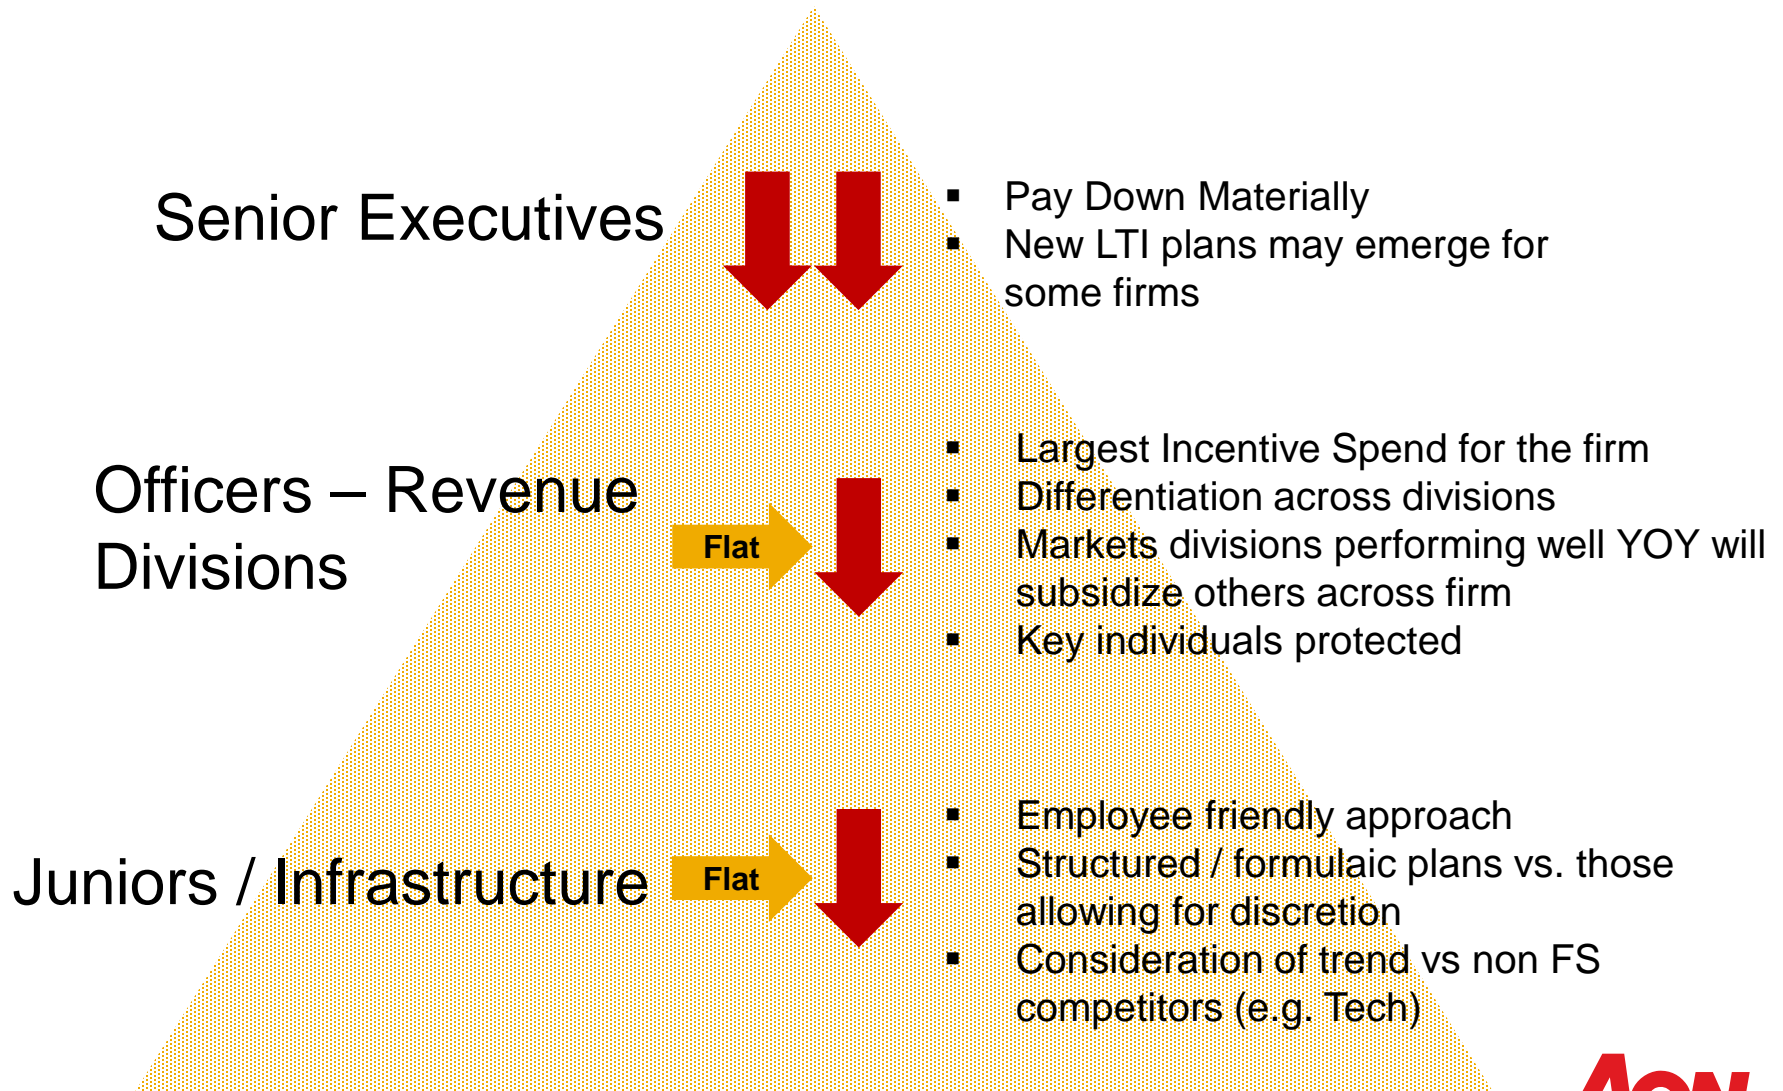 Senior Executives
▪ Pay Down Materially
▪ New LTI plans may emerge for
some firms
Officers – Revenue
Divisions
Flat
▪ Largest Incentive Spend for the firm
▪ Differentiation across divisions
▪ Markets divisions performing well YOY will
subsidize others across firm
▪ Key individuals protected
Juniors / Infrastructure
Flat
▪ Employee friendly approach
▪ Structured / formulaic plans vs. those
allowing for discretion
▪ Consideration of trend vs non FS
competitors (e.g. Tech)
AON